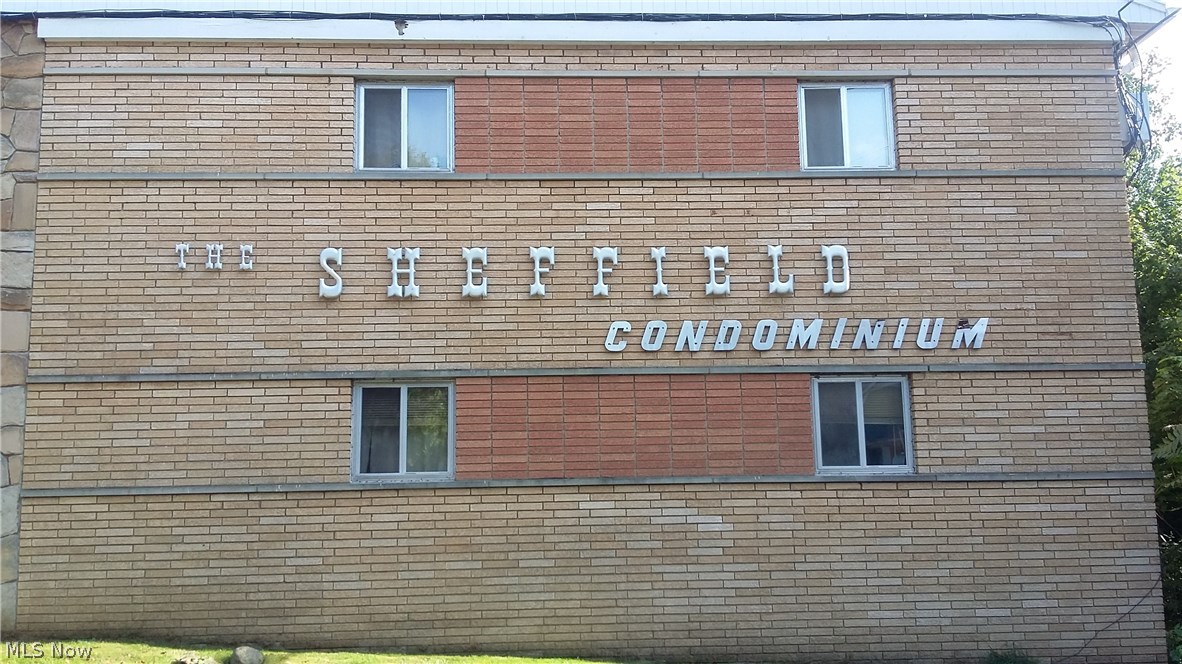 THE SHEFFIELD
CONDOMINIUM
MLS Now